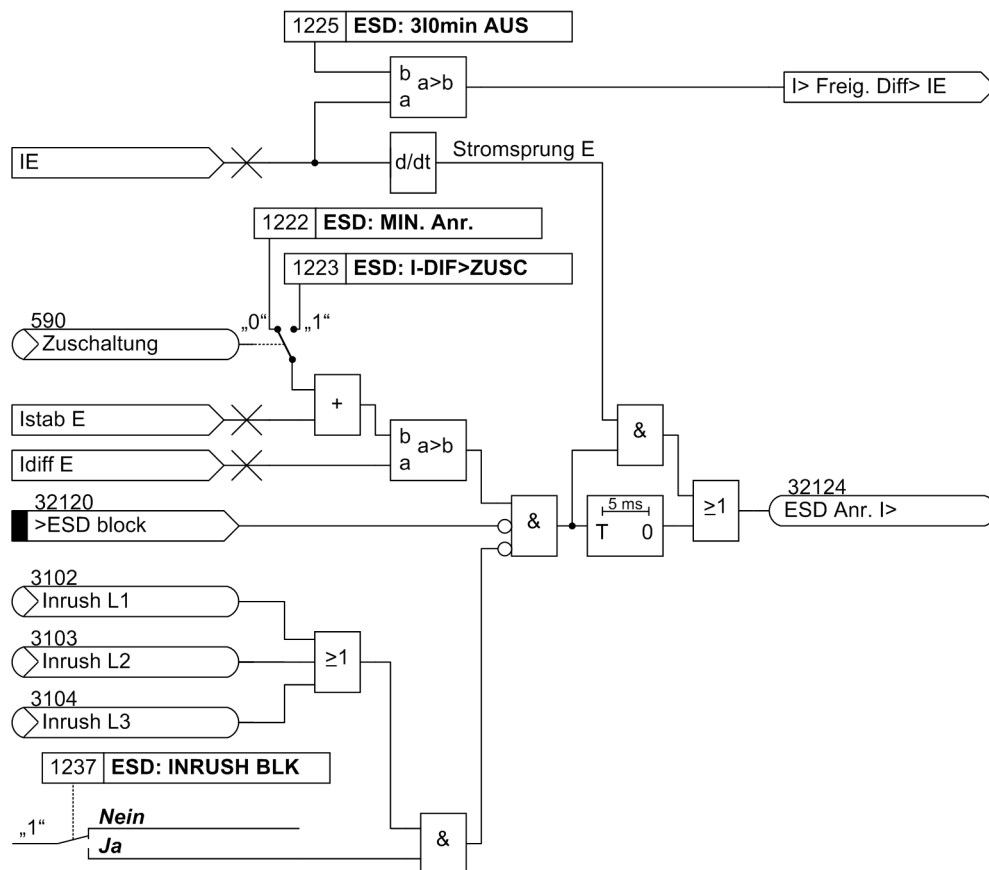 1225 ESD: 3I0min AUS
b
a>b
a
I> Freig. Diff> IE
IE
d/dt
Stromsprung E
1222 ESD: MIN. Anr.
1223 ESD: I-DIF>ZUSC
590
„0“
„1“
Zuschaltung
+
Istab E
b
a>b
a
Idiff E
&
32120
>ESD block
&
5 ms
T 0
≥1
32124
ESD Anr. I>
3102
Inrush L1
3103
Inrush L2
≥1
3104
Inrush L3
1237 ESD: INRUSH BLK
„1“
Nein
Ja
&